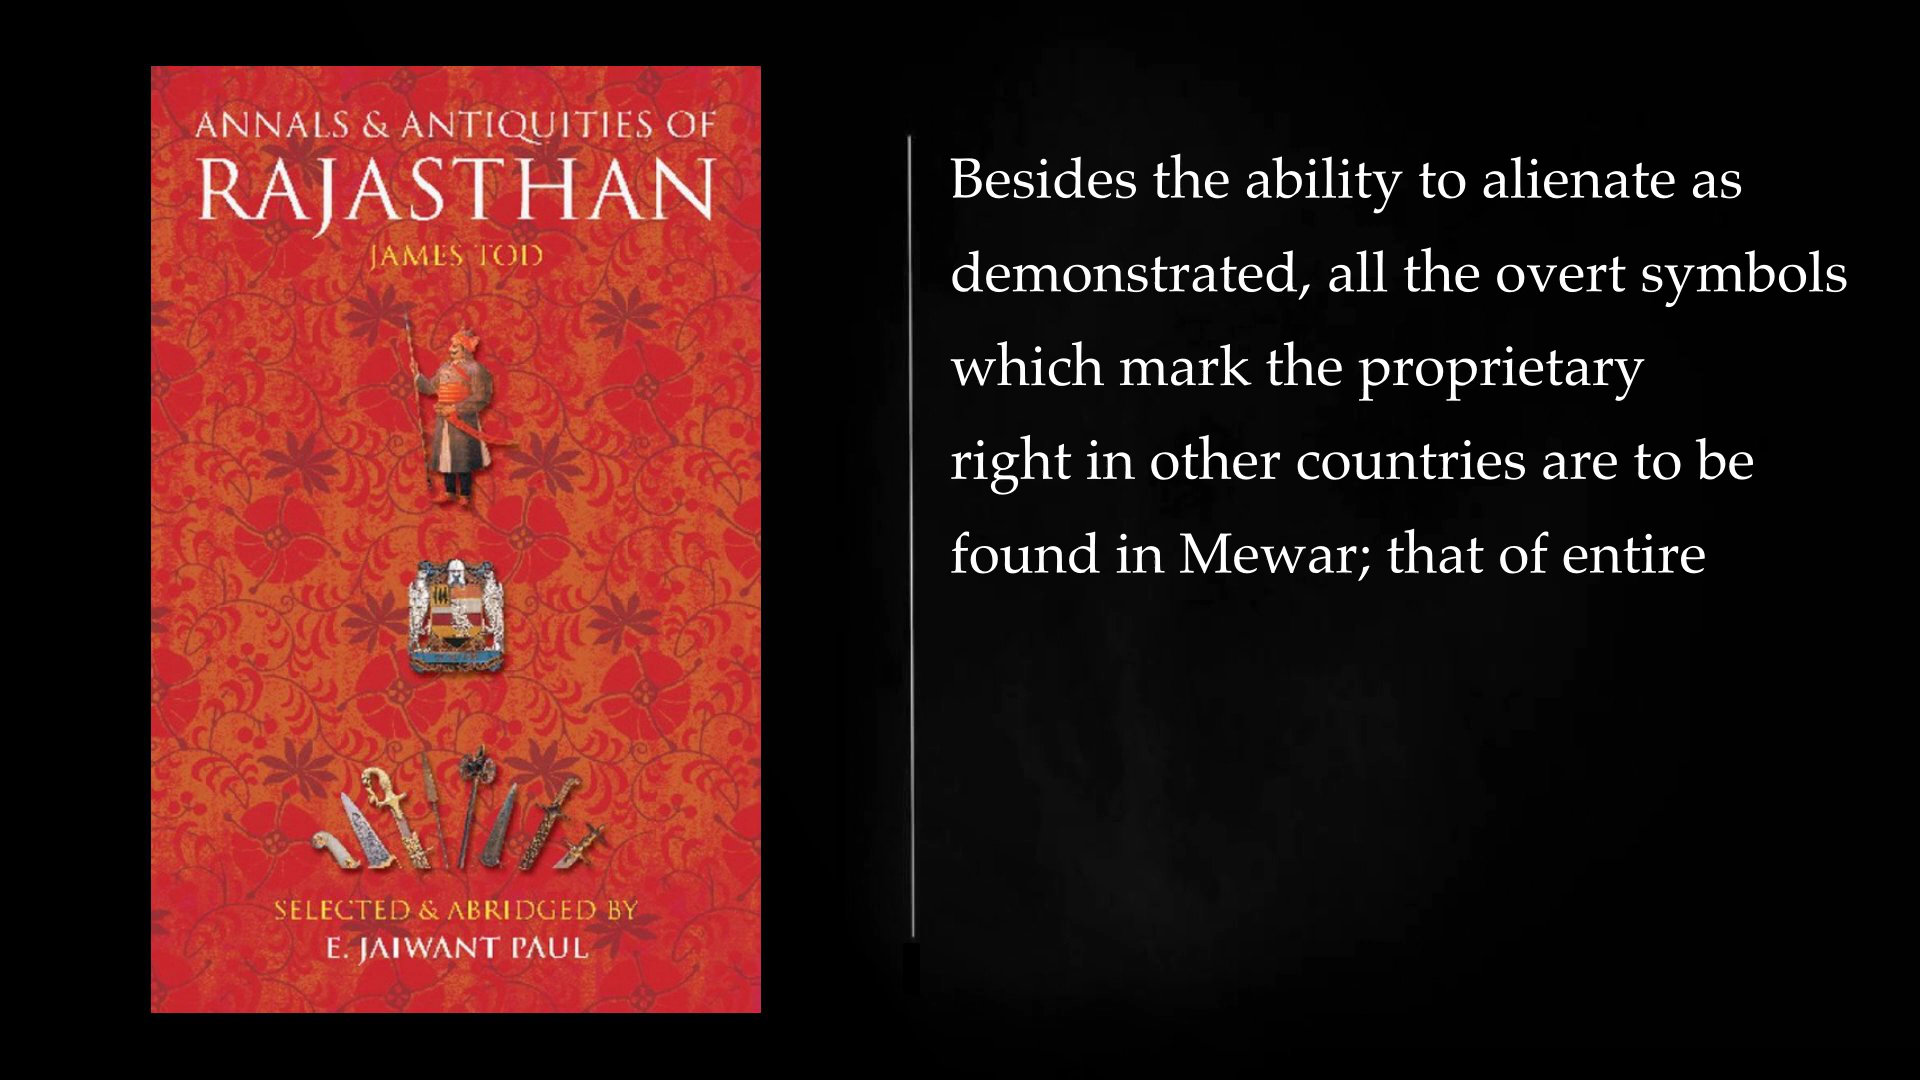 ANNALS & ANTIQUITIES OF
RAJASTHAN
JAMES TOD
SELECTED & ABRIDGED BY
E. JAIWANT PAUL
Besides the ability to alienate as
demonstrated, all the overt symbols
which mark the proprietary
right in other countries are to be
found in Mewar; that of entire